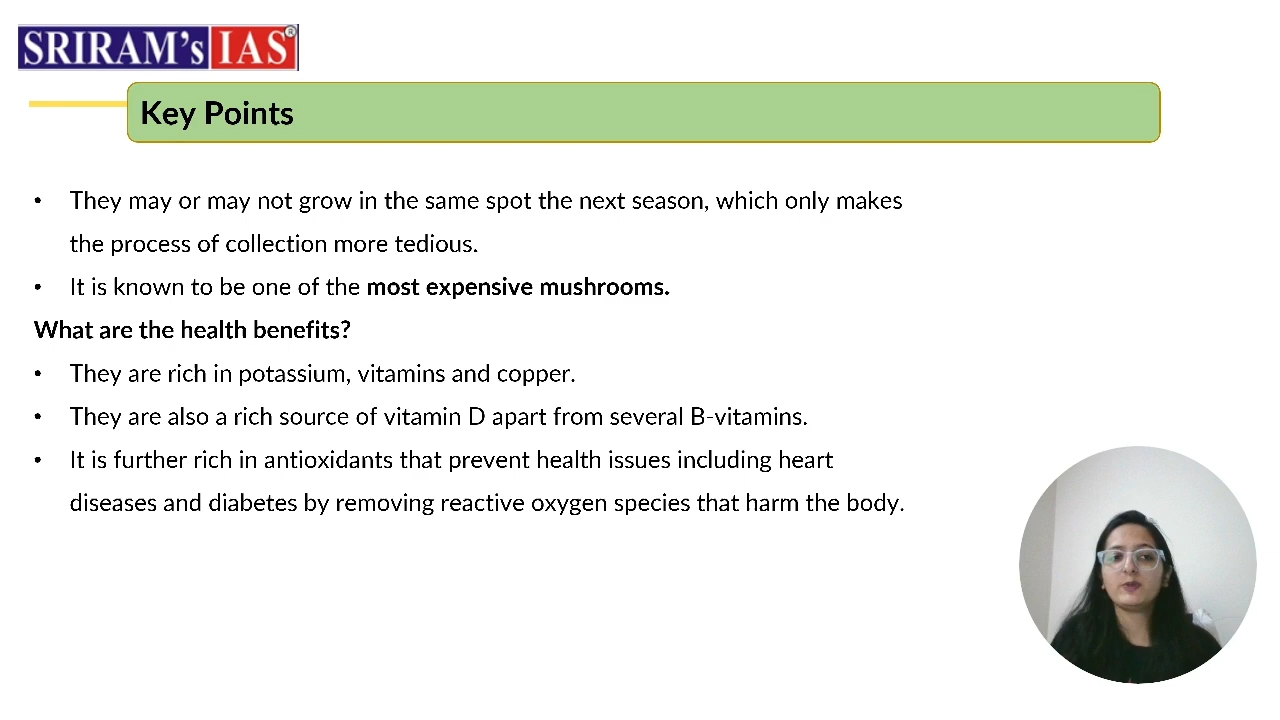 SRIRAM's IAS®
Key Points
• They may or may not grow in the same spot the next season, which only makes
the process of collection more tedious.
• It is known to be one of the most expensive mushrooms.
What are the health benefits?
• They are rich in potassium, vitamins and copper.
• They are also a rich source of vitamin D apart from several B-vitamins.
• It is further rich in antioxidants that prevent health issues including heart
diseases and diabetes by removing reactive oxygen species that harm the body.